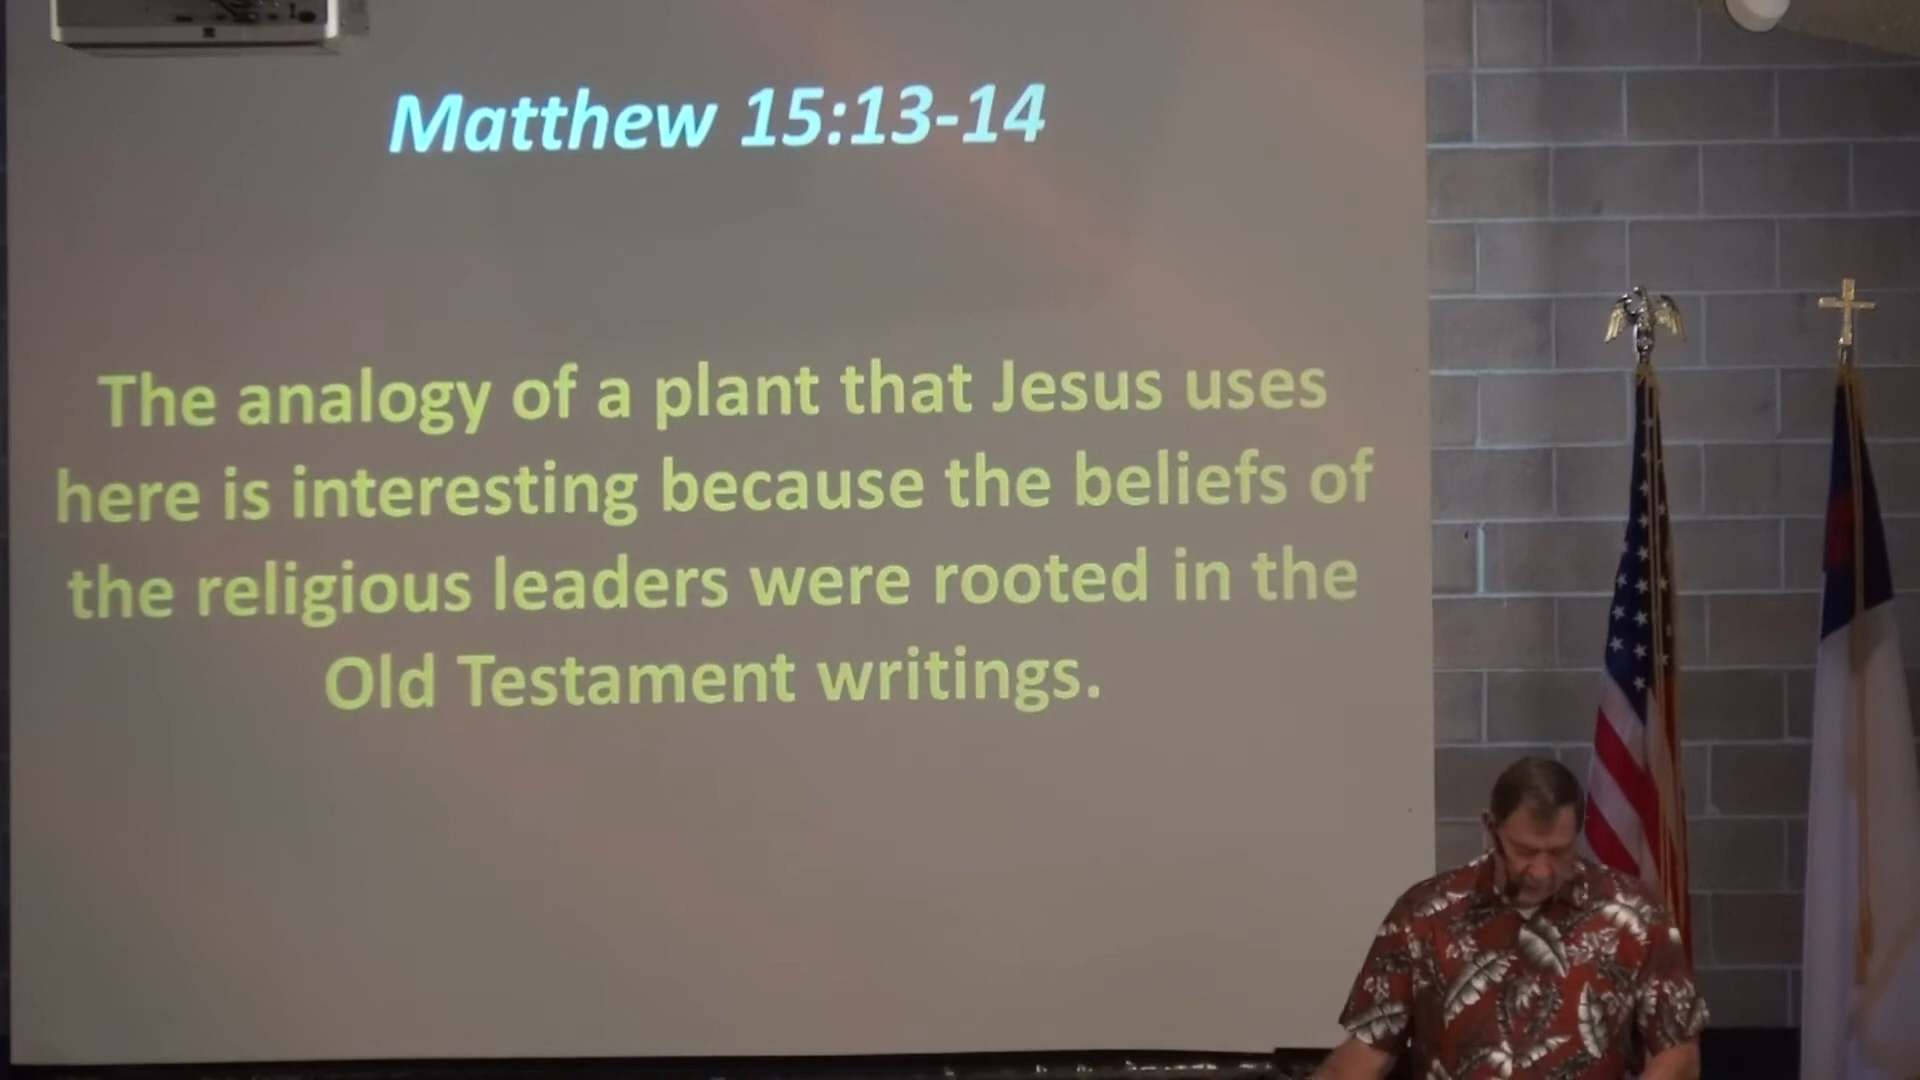 Matthew 15:13-14
The analogy of a plant that Jesus uses
here is interesting because the beliefs of
the religious leaders were rooted in the
Old Testament writings.